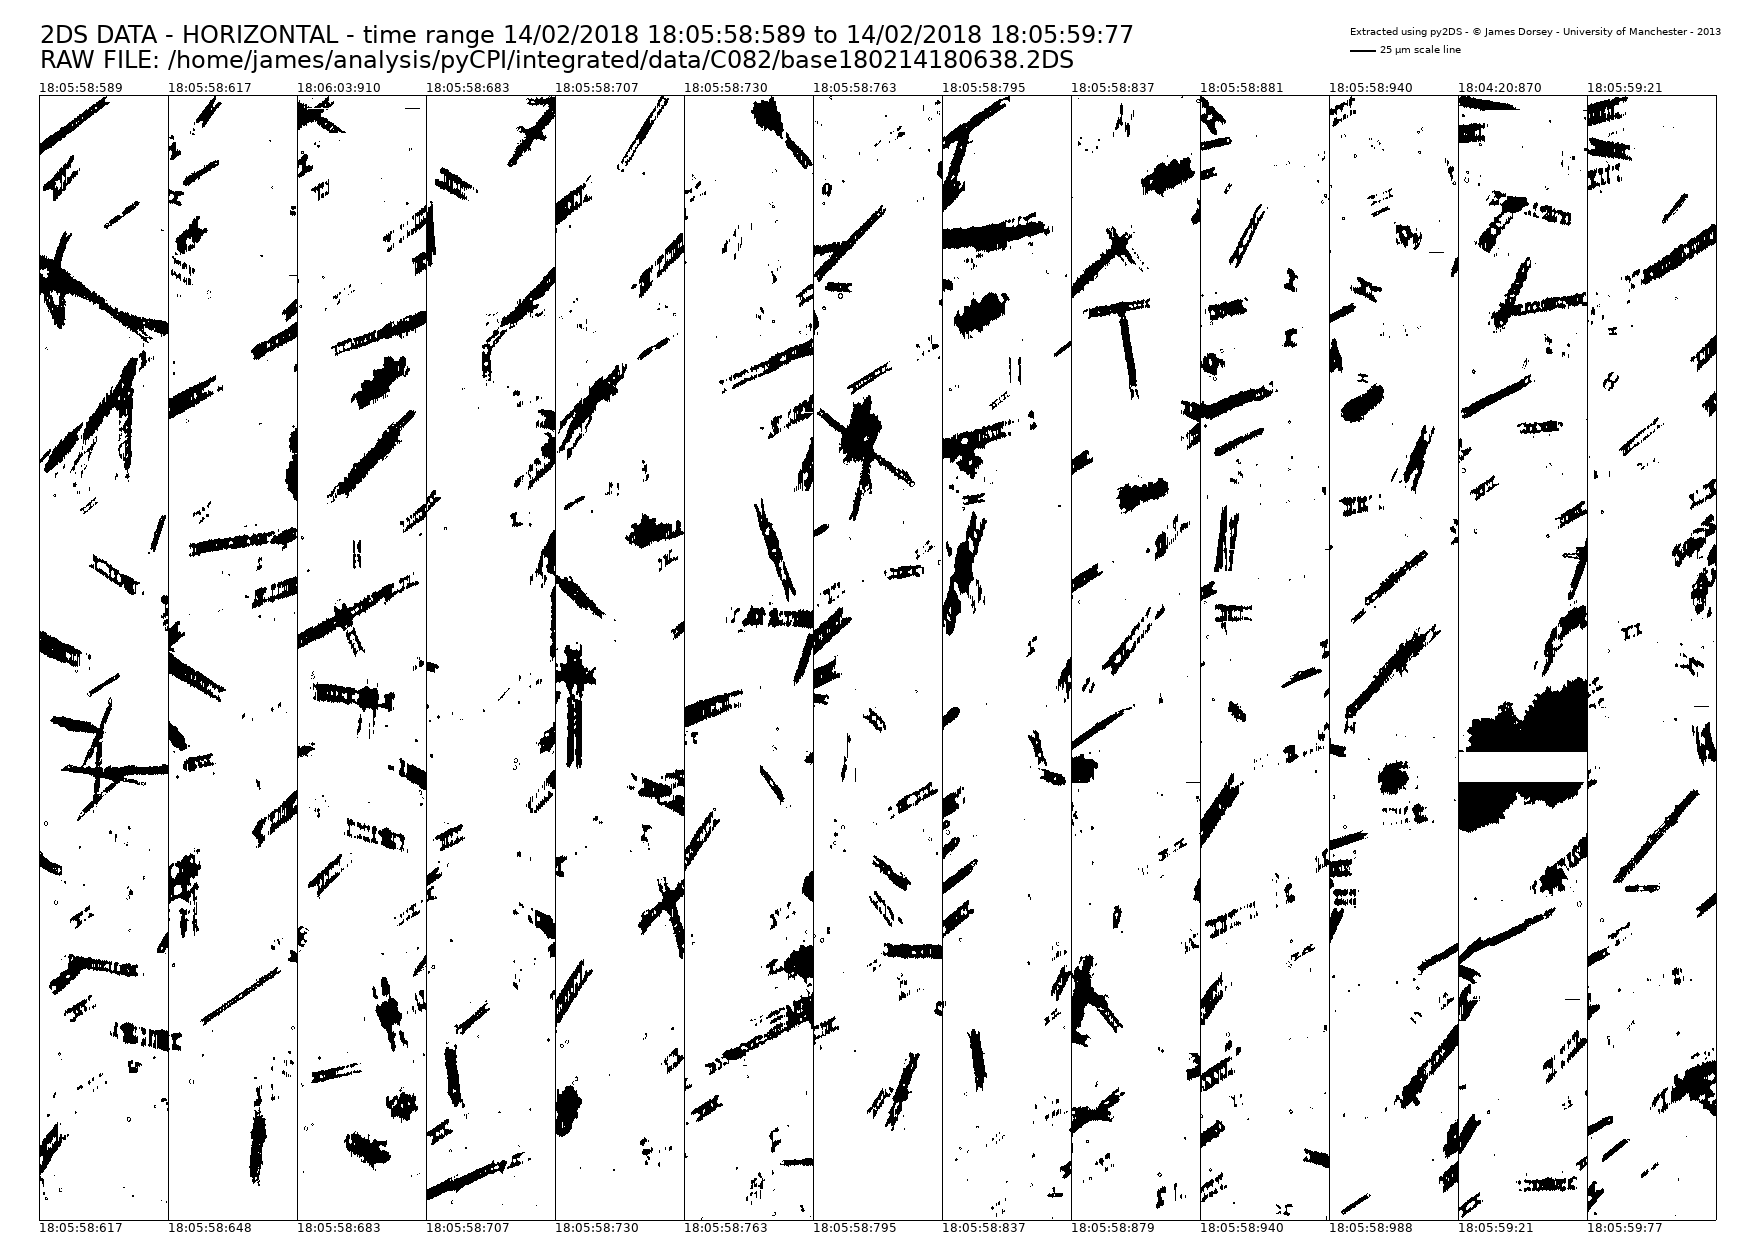 2DS DATA - HORIZONTAL - time range 14/02/2018 18:05:58:589 to 14/02/2018 18:05:59:77
RAW FILE: /home/james/analysis/pyCPI/integrated/data/C082/base180214180638.2DS
Extracted using py2DS - © James Dorsey - University of Manchester - 2013
25 µm scale line
18:05:58:589 18:05:58:617 18:06:03:910 18:05:58:683 18:05:58:707 18:05:58:730 18:05:58:763 18:05:58:795 18:05:58:837 18:05:58:881 18:05:58:940 18:04:20:870 18:05:59:21
18:05:58:617 18:05:58:648 18:05:58:683 18:05:58:707 18:05:58:730 18:05:58:763 18:05:58:795 18:05:58:837 18:05:58:879 18:05:58:940 18:05:58:988 18:05:59:21 18:05:59:77